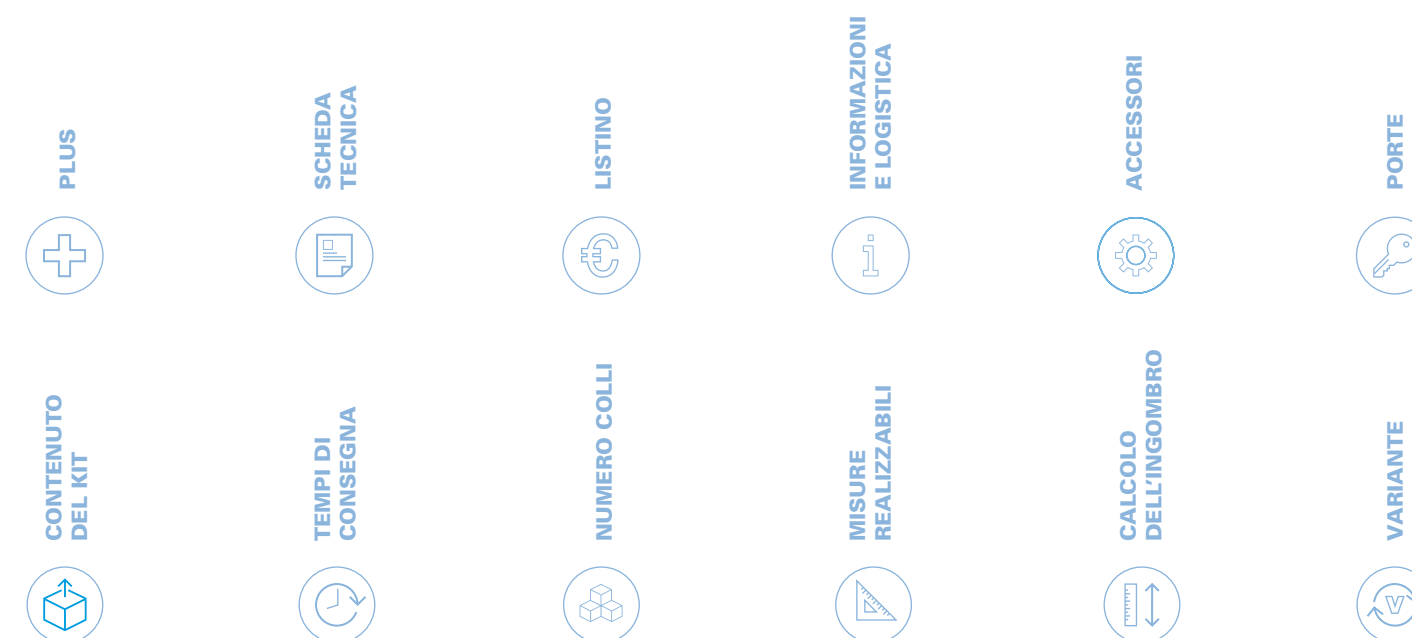 PLUS
SCHEDA
TECNICA
LISTINO
INFORMAZIONI
E LOGISTICA
ACCESSORI
PORTE
CONTENUTO
DEL KIT
TEMPI DI
CONSEGNA
NUMERO COLLI
MISURE
REALIZZABILI
CALCOLO
DELL'INGOMBRO
VARIANTE
V